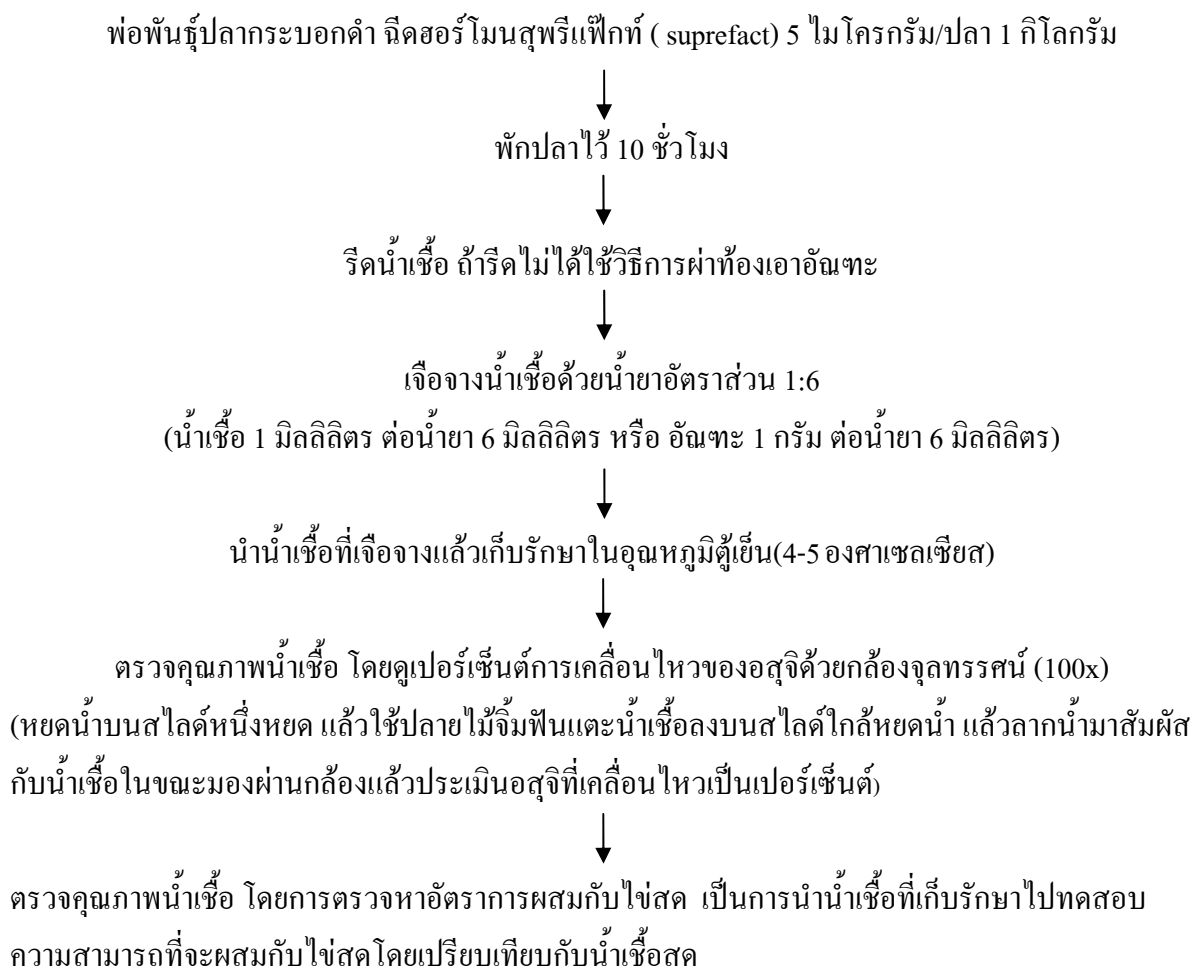 พ่อพันธุ์ปลากระบอกดำ ฉีดฮอร์โมนสุพรีแฟ๊กท์ ( suprefact) 5 ไมโครกรัม/ปลา 1 กิโลกรัม
พักปลาไว้ 10 ชั่วโมง
รีดน้ำเชื้อ ถ้ารีดไม่ได้ใช้วิธีการผ่าท้องเอาอัณฑะ
เจือจางน้ำเชื้อด้วยน้ำยาอัตราส่วน 1:6
(น้ำเชื้อ 1 มิลลิลิตร ต่อน้ำยา 6 มิลลิลิตร หรือ อัณฑะ 1 กรัม ต่อน้ำยา 6 มิลลิลิตร)
นำน้ำเชื้อที่เจือจางแล้วเก็บรักษาในอุณหภูมิตู้เย็น(4-5 องศาเซลเซียส)
ตรวจคุณภาพน้ำเชื้อ โดยดูเปอร์เซ็นต์การเคลื่อนไหวของอสุจิด้วยกล้องจุลทรรศน์ (100x)
(หยดน้ำบนสไลด์หนึ่งหยด แล้วใช้ปลายไม้จิ้มฟันแตะน้ำเชื้อลงบนสไลด์ใกล้หยดน้ำ แล้วลากน้ำมาสัมผัส
กับน้ำเชื้อในขณะมองผ่านกล้องแล้วประเมินอสุจิที่เคลื่อนไหวเป็นเปอร์เซ็นต์)
ตรวจคุณภาพน้ำเชื้อ โดยการตรวจหาอัตราการผสมกับไข่สด เป็นการนำน้ำเชื้อที่เก็บรักษาไปทดสอบ
ความสามารถที่จะผสมกับไข่สดโดยเปรียบเทียบกับน้ำเชื้อสด